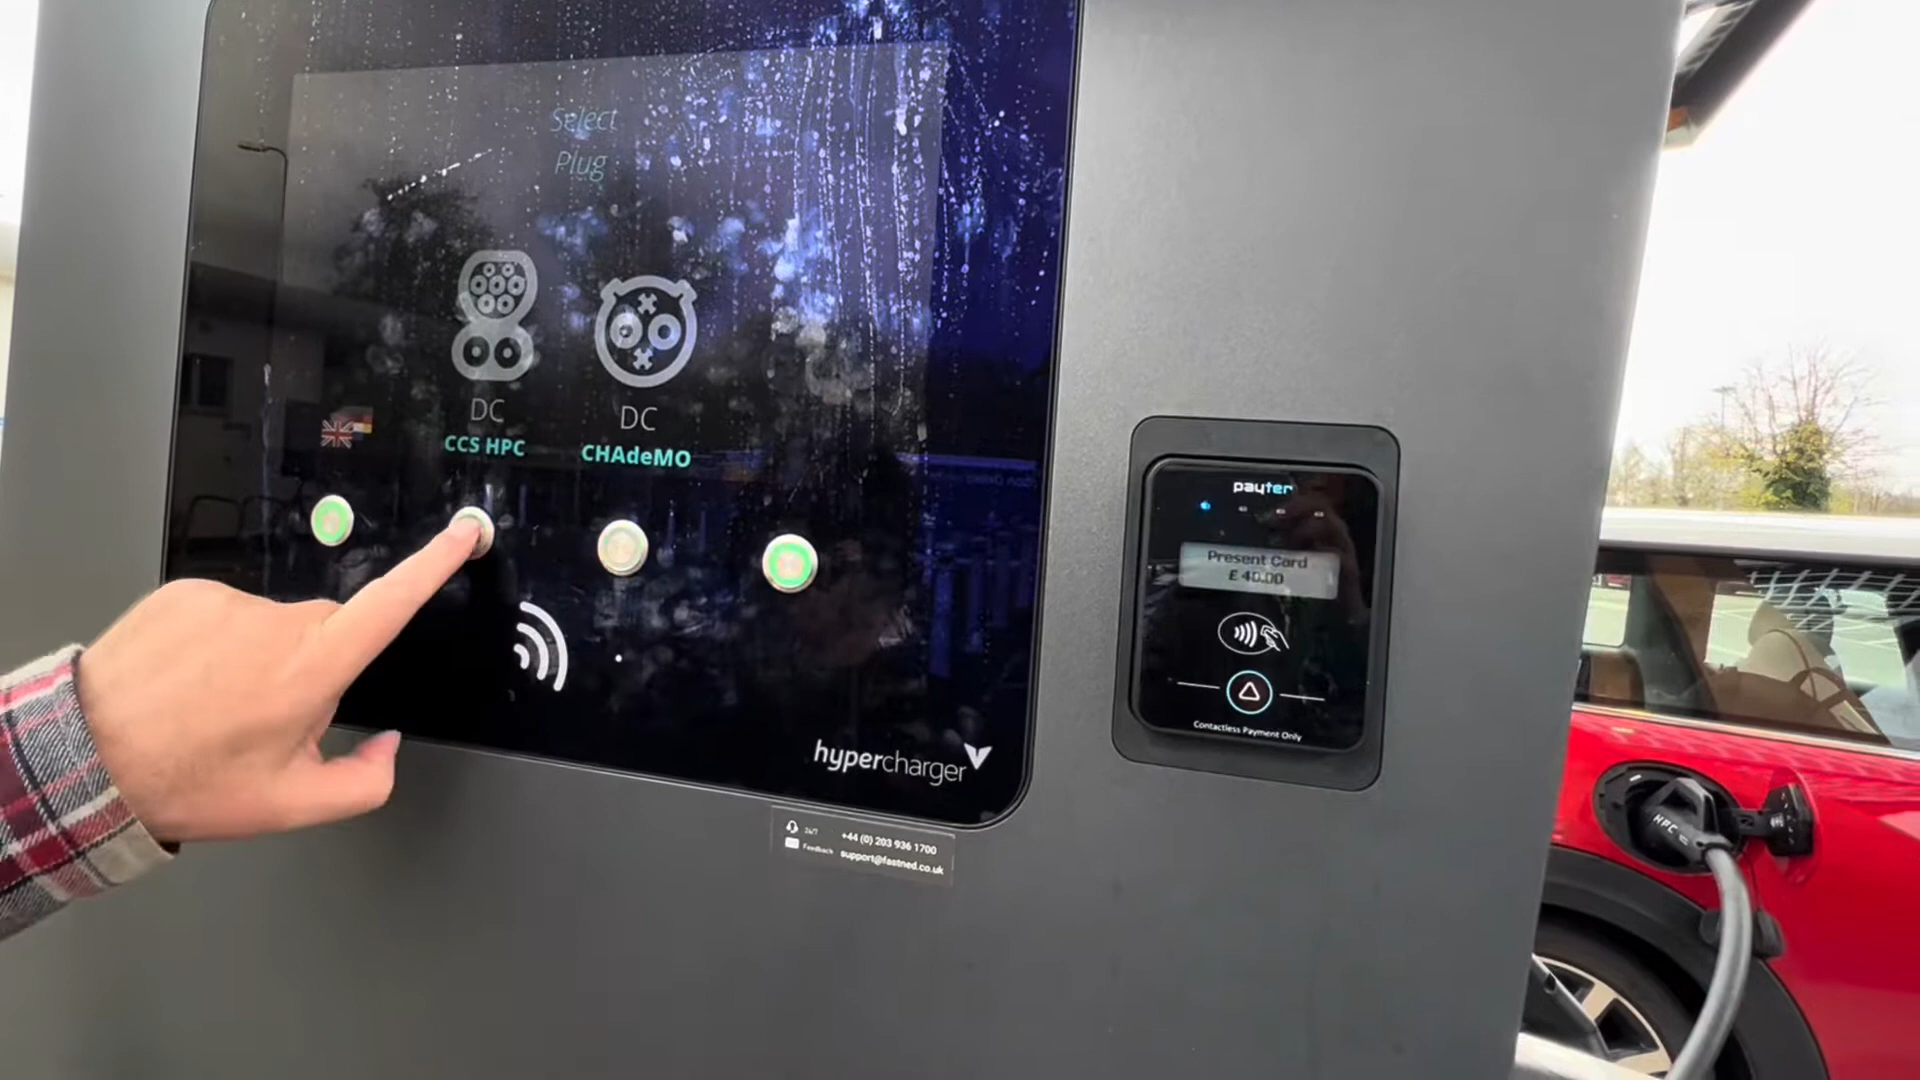 Select
Plug
DC
CCS HPC
DC
CHAdeMO
hypercharger
24/7
+44 (0) 203 936 1700
Feedback
support@fastned.co.uk
payter
Present Card
£ 40.00
Contactless Payment Only
HPC